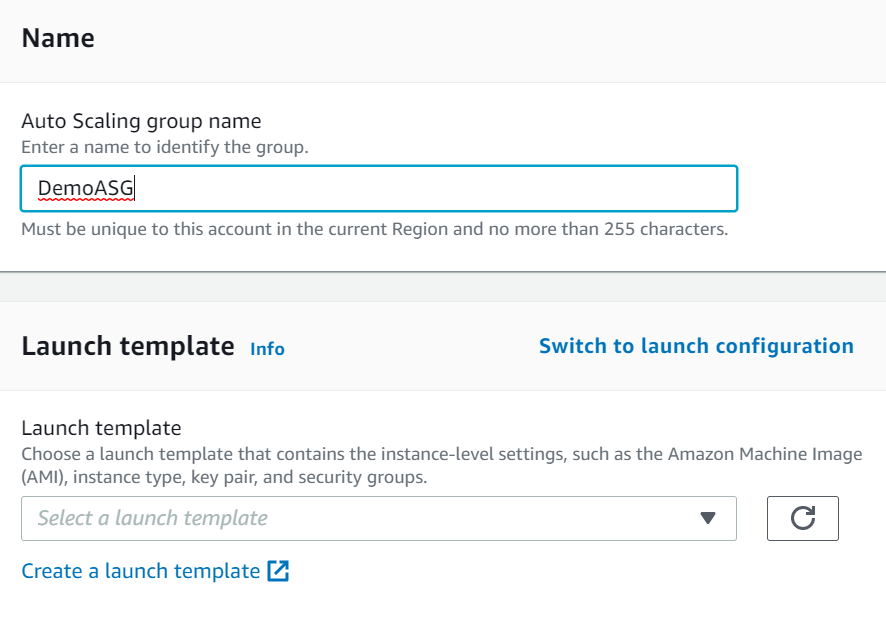 Name
Auto Scaling group name
Enter a name to identify the group.
DemoASG
Must be unique to this account in the current Region and no more than 255 characters.
Launch template Info Switch to launch configuration
Launch template
Choose a launch template that contains the instance-level settings, such as the Amazon Machine Image
(AMI), instance type, key pair, and security groups.
Select a launch template
Create a launch template